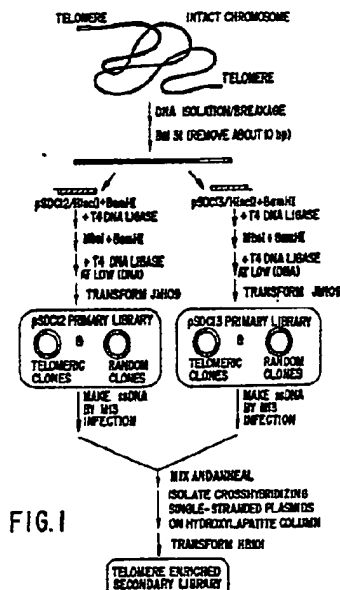 TELOMERE
INTACT CHROMOSOME
TELOMERE
DNA ISOLATION/BREAKAGE
Bal 31 (REMOVE ABOUT 10 bp)
pSDC12/HincII+BamHI
+ T4 DNA LIGASE
MboI + BamHI
+ T4 DNA LIGASE
AT LOW (DNA)
TRANSFORM JM109
pSDC13/HincII+BamHI
+ T4 DNA LIGASE
MboI + BamHI
+ T4 DNA LIGASE
AT LOW (DNA)
TRANSFORM JM109
pSDC12 PRIMARY LIBRARY
&
TELOMERIC
CLONES
RANDOM
CLONES
pSDC13 PRIMARY LIBRARY
&
TELOMERIC
CLONES
RANDOM
CLONES
MAKE ssDNA
BY M13
INFECTION
MAKE ssDNA
BY M13
INFECTION
MIX AND ANNEAL
ISOLATE CROSSHYBRIDIZING
SINGLE-STRANDED PLASMIDS
ON HYDROXLAPATITE COLUMN
TRANSFORM
TELOMERE ENRICHED
SECONDARY LIBRARY
FIG.1